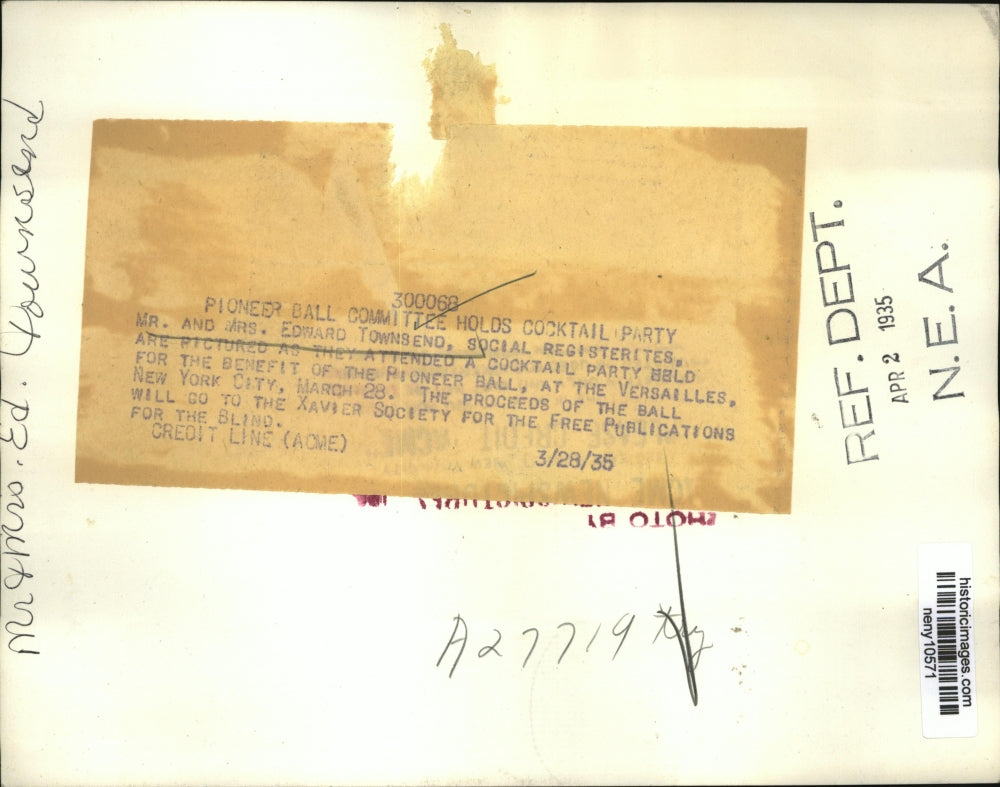 300068
PIONEER BALL COMMITTEE HOLDS COCKTAIL PARTY
MR. AND MRS. EDWARD TOWNSEND, SOCIAL REGISTERITES,
ARE PICTURED AS THEY ATTENDED A COCKTAIL PARTY HELD
FOR THE BENEFIT OF THE PIONEER BALL, AT THE VERSAILLES,
NEW YORK CITY, MARCH 28. THE PROCEEDS OF THE BALL
WILL GO TO THE XAVIER SOCIETY FOR THE FREE PUBLICATIONS
FOR THE BLIND.
CREDIT LINE (ACME)
3/28/35
PHOTO BY
A27719
Mr & Mrs. Ed. Townsend
REF. DEPT.
APR 2 1935
N.E.A.
historicimages.com
neny10571